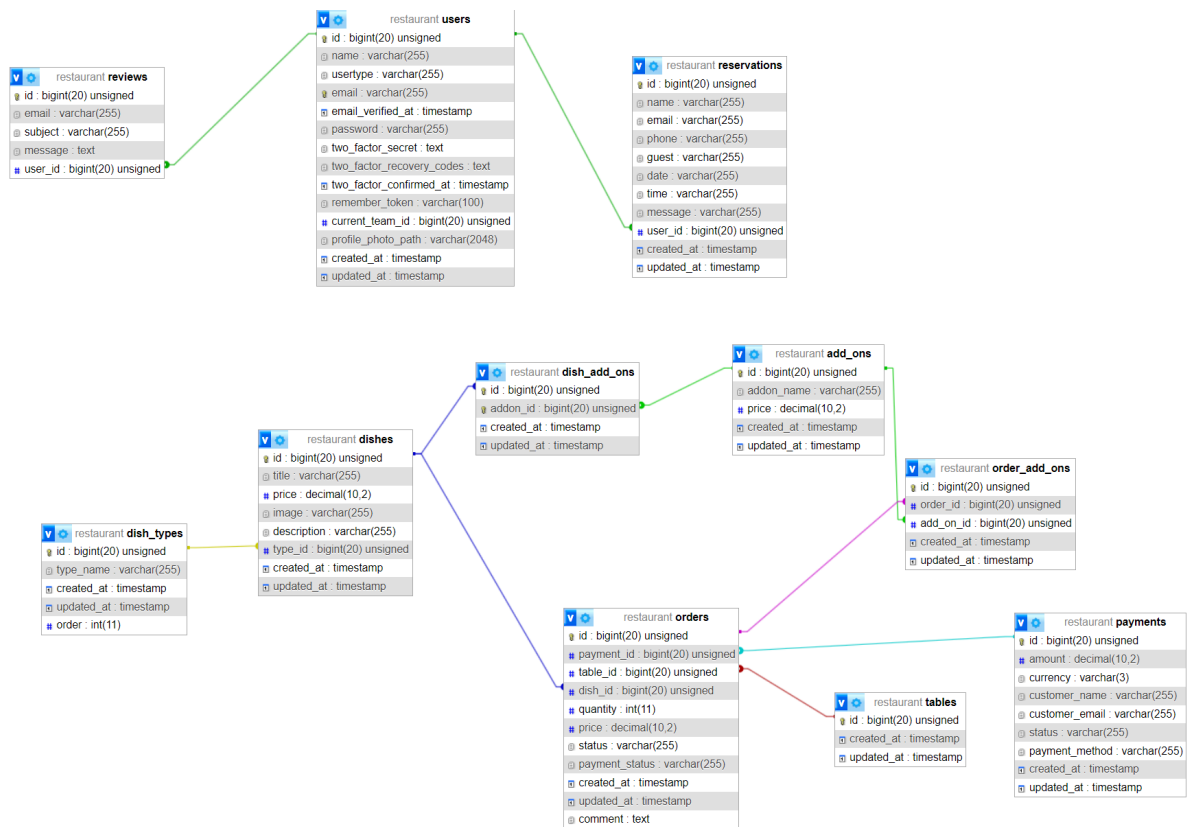 restaurant users
id : bigint(20) unsigned
name : varchar(255)
usertype : varchar(255)
email : varchar(255)
email_verified_at : timestamp
password : varchar(255)
two_factor_secret : text
two_factor_recovery_codes : text
two_factor_confirmed_at : timestamp
remember_token : varchar(100)
current_team_id : bigint(20) unsigned
profile_photo_path : varchar(2048)
created_at : timestamp
updated_at : timestamp
restaurant reviews
id : bigint(20) unsigned
email : varchar(255)
subject : varchar(255)
message : text
user_id : bigint(20) unsigned
restaurant reservations
id : bigint(20) unsigned
name : varchar(255)
email : varchar(255)
phone : varchar(255)
guest : varchar(255)
date : varchar(255)
time : varchar(255)
message : varchar(255)
user_id : bigint(20) unsigned
created_at : timestamp
updated_at : timestamp
restaurant dish_add_ons
id : bigint(20) unsigned
addon_id : bigint(20) unsigned
created_at : timestamp
updated_at : timestamp
restaurant add_ons
id : bigint(20) unsigned
addon_name : varchar(255)
price : decimal(10,2)
created_at : timestamp
updated_at : timestamp
restaurant dishes
id : bigint(20) unsigned
title : varchar(255)
price : decimal(10,2)
image : varchar(255)
description : varchar(255)
type_id : bigint(20) unsigned
created_at : timestamp
updated_at : timestamp
restaurant order_add_ons
id : bigint(20) unsigned
order_id : bigint(20) unsigned
add_on_id : bigint(20) unsigned
created_at : timestamp
updated_at : timestamp
restaurant dish_types
id : bigint(20) unsigned
type_name : varchar(255)
created_at : timestamp
updated_at : timestamp
order : int(11)
restaurant orders
id : bigint(20) unsigned
payment_id : bigint(20) unsigned
table_id : bigint(20) unsigned
dish_id : bigint(20) unsigned
quantity : int(11)
price : decimal(10,2)
status : varchar(255)
payment_status : varchar(255)
created_at : timestamp
updated_at : timestamp
comment : text
restaurant tables
id : bigint(20) unsigned
created_at : timestamp
updated_at : timestamp
restaurant payments
id : bigint(20) unsigned
amount : decimal(10,2)
currency : varchar(3)
customer_name : varchar(255)
customer_email : varchar(255)
status : varchar(255)
payment_method : varchar(255)
created_at : timestamp
updated_at : timestamp